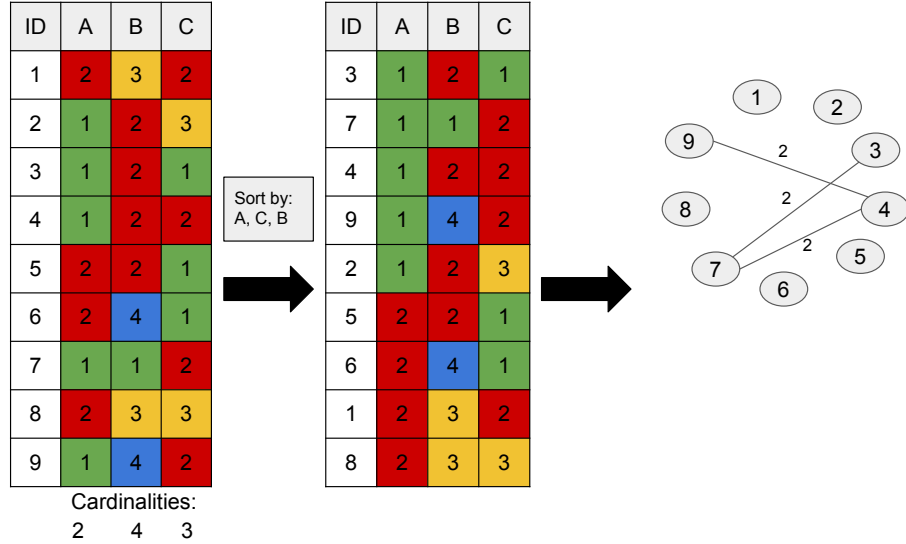 ID A B C
1 2 3 2
2 1 2 3
3 1 2 1
4 1 2 2
5 2 2 1
6 2 4 1
7 1 1 2
8 2 3 3
9 1 4 2
Cardinalities:
2 4 3
Sort by:
A, C, B
ID A B C
3 1 2 1
7 1 1 2
4 1 2 2
9 1 4 2
2 1 2 3
5 2 2 1
6 2 4 1
1 2 3 2
8 2 3 3
1
2
9
2
3
2
8
4
2
5
7
6